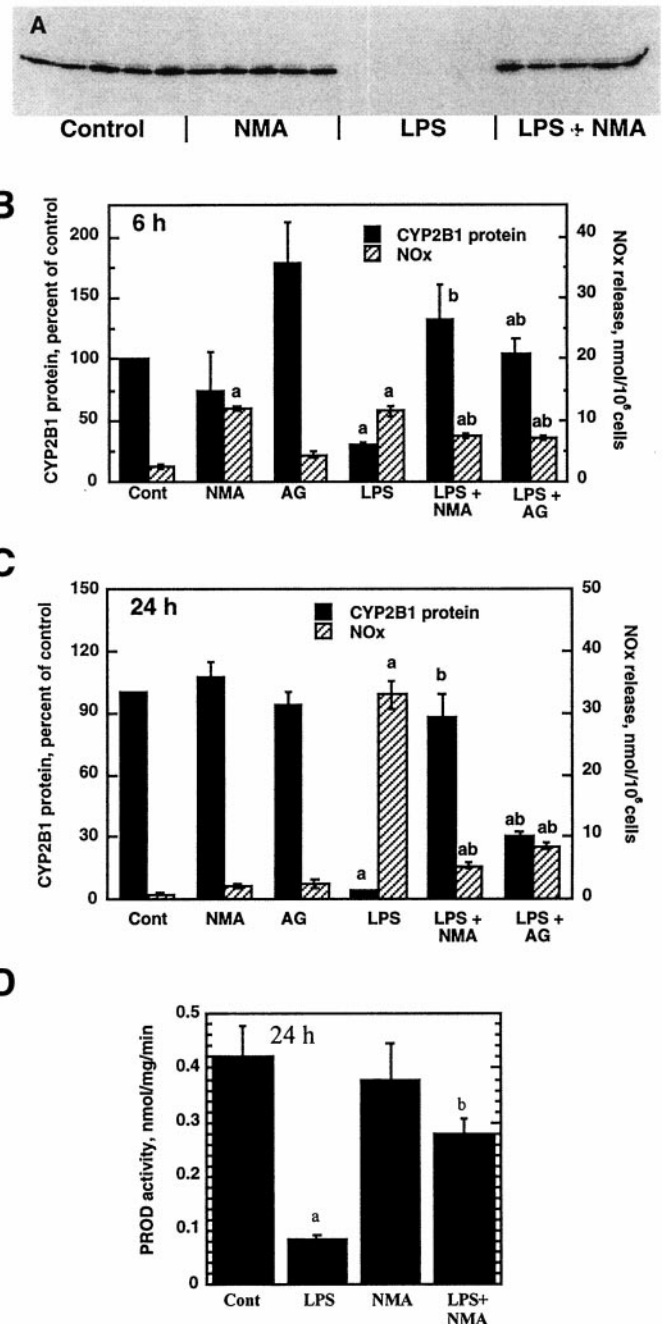 A
Control | NMA | LPS | LPS + NMA
B
6 h
CYP2B1 protein
NOx
CYP2B1 protein, percent of control
200
150
100
50
0
NOx release, nmol/10⁶ cells
40
30
20
10
0
a
a
a
b
ab
ab
ab
Cont NMA AG LPS LPS + NMA LPS + AG
C
24 h
CYP2B1 protein
NOx
CYP2B1 protein, percent of control
150
120
90
60
30
0
NOx release, nmol/10⁶ cells
50
40
30
20
10
0
a
a
b
ab
ab
ab
Cont NMA AG LPS LPS + NMA LPS + AG
D
24 h
PROD activity, nmol/mg/min
0.5
0.4
0.3
0.2
0.1
0
a
b
Cont LPS NMA LPS+ NMA